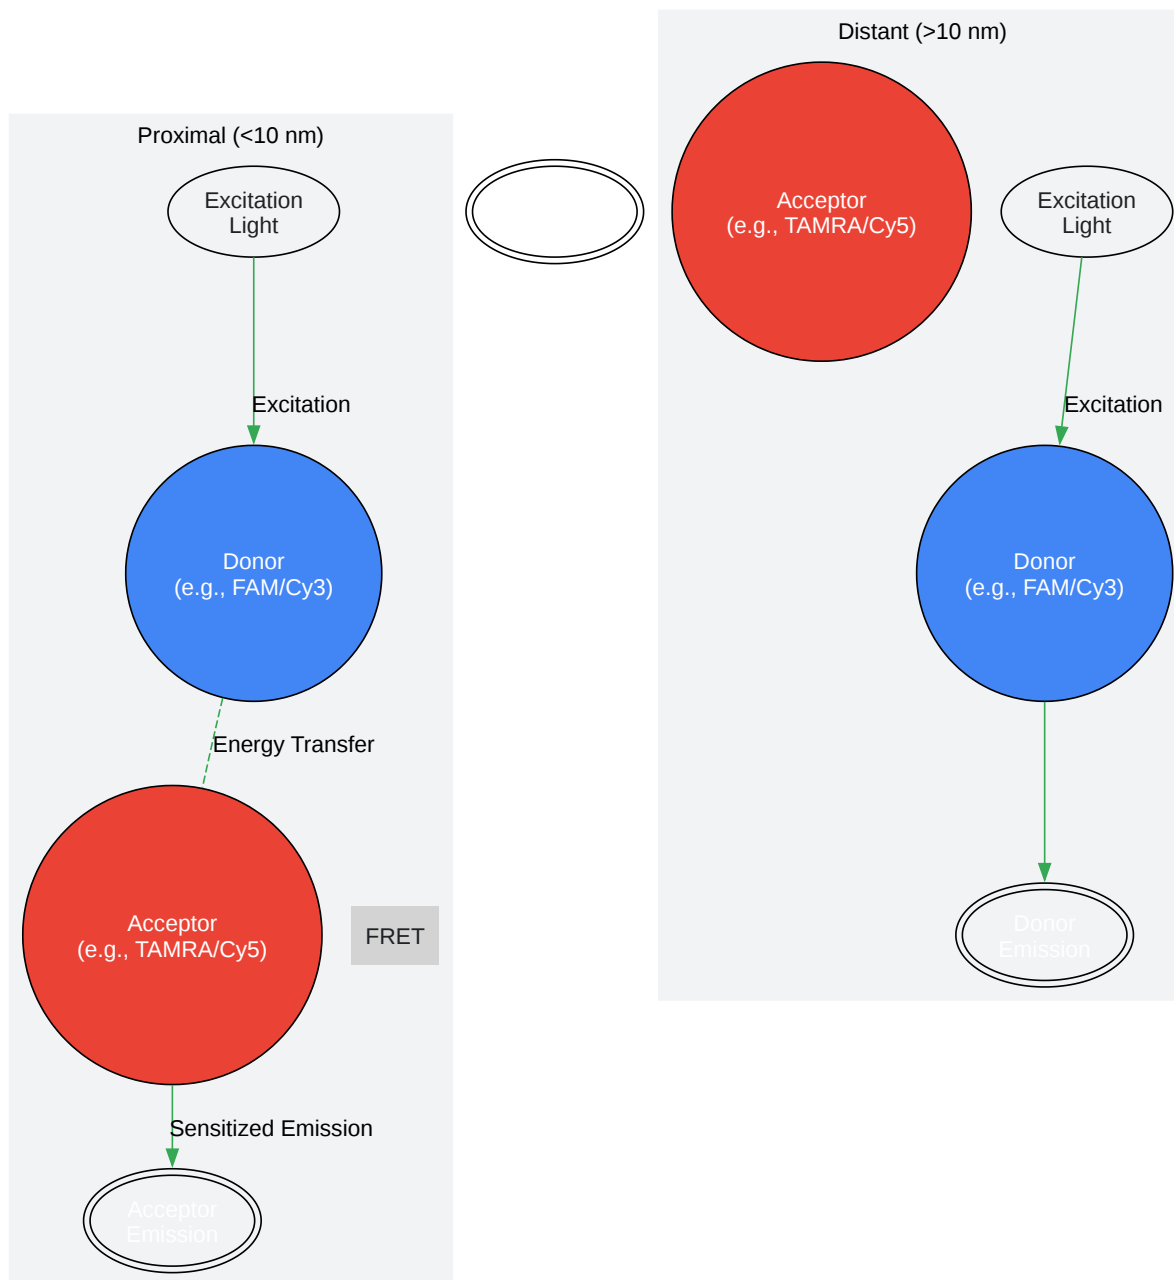 Proximal (<10 nm)
Excitation
Light
Excitation
Donor
(e.g., FAM/Cy3)
Energy Transfer
Acceptor
(e.g., TAMRA/Cy5)
FRET
Sensitized Emission
Acceptor
Emission
Distant (>10 nm)
Acceptor
(e.g., TAMRA/Cy5)
Excitation
Light
Excitation
Donor
(e.g., FAM/Cy3)
Donor
Emission